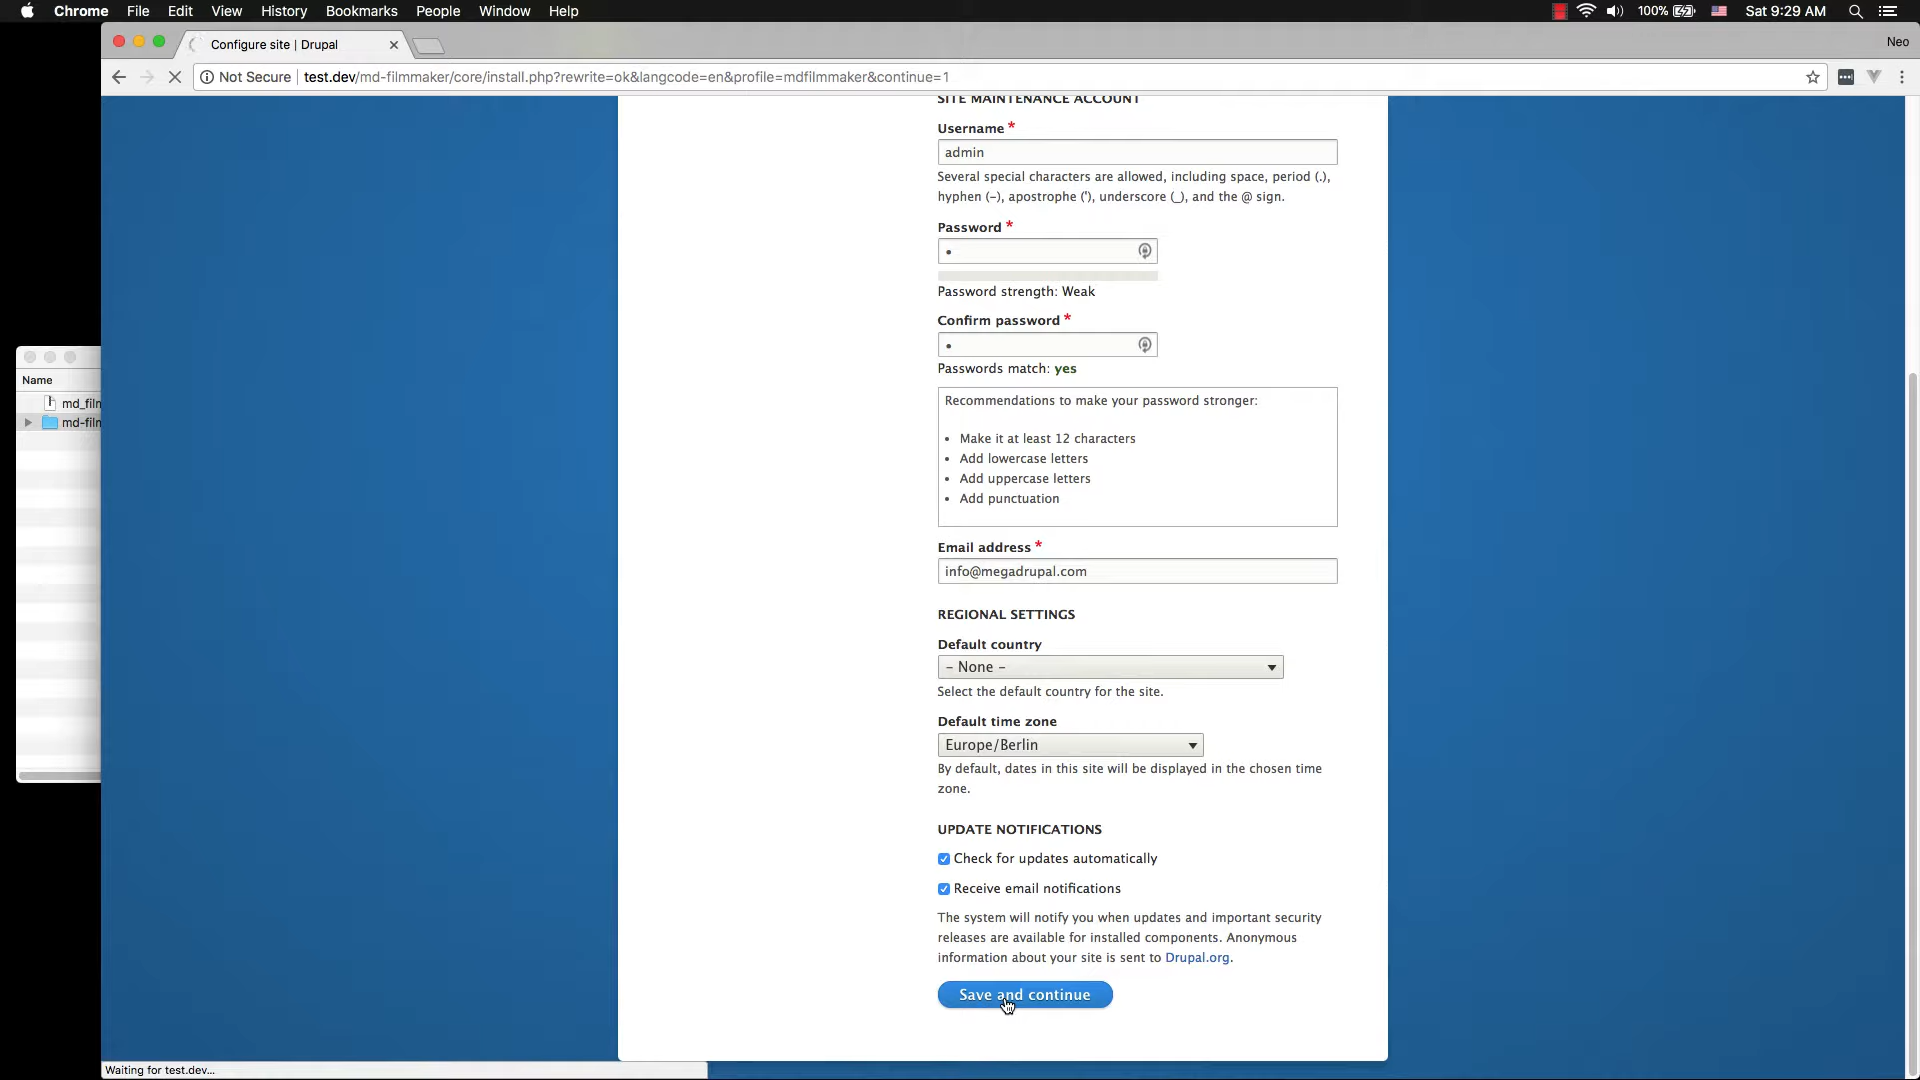 Chrome File Edit View History Bookmarks People Window Help 100% Sat 9:29 AM
Configure site | Drupal
Neo
Not Secure test.dev/md-filmmaker/core/install.php?rewrite=ok&langcode=en&profile=mdfilmmaker&continue=1
SITE MAINTENANCE ACCOUNT
Username *
admin
Several special characters are allowed, including space, period (.),
hyphen (-), apostrophe ('), underscore (_), and the @ sign.
Password *
Password strength: Weak
Confirm password *
Passwords match: yes
Name
md_film
md-film
Recommendations to make your password stronger:
• Make it at least 12 characters
• Add lowercase letters
• Add uppercase letters
• Add punctuation
Email address *
info@megadrupal.com
REGIONAL SETTINGS
Default country
- None -
Select the default country for the site.
Default time zone
Europe/Berlin
By default, dates in this site will be displayed in the chosen time
zone.
UPDATE NOTIFICATIONS
Check for updates automatically
Receive email notifications
The system will notify you when updates and important security
releases are available for installed components. Anonymous
information about your site is sent to Drupal.org.
Save and continue
Waiting for test.dev...